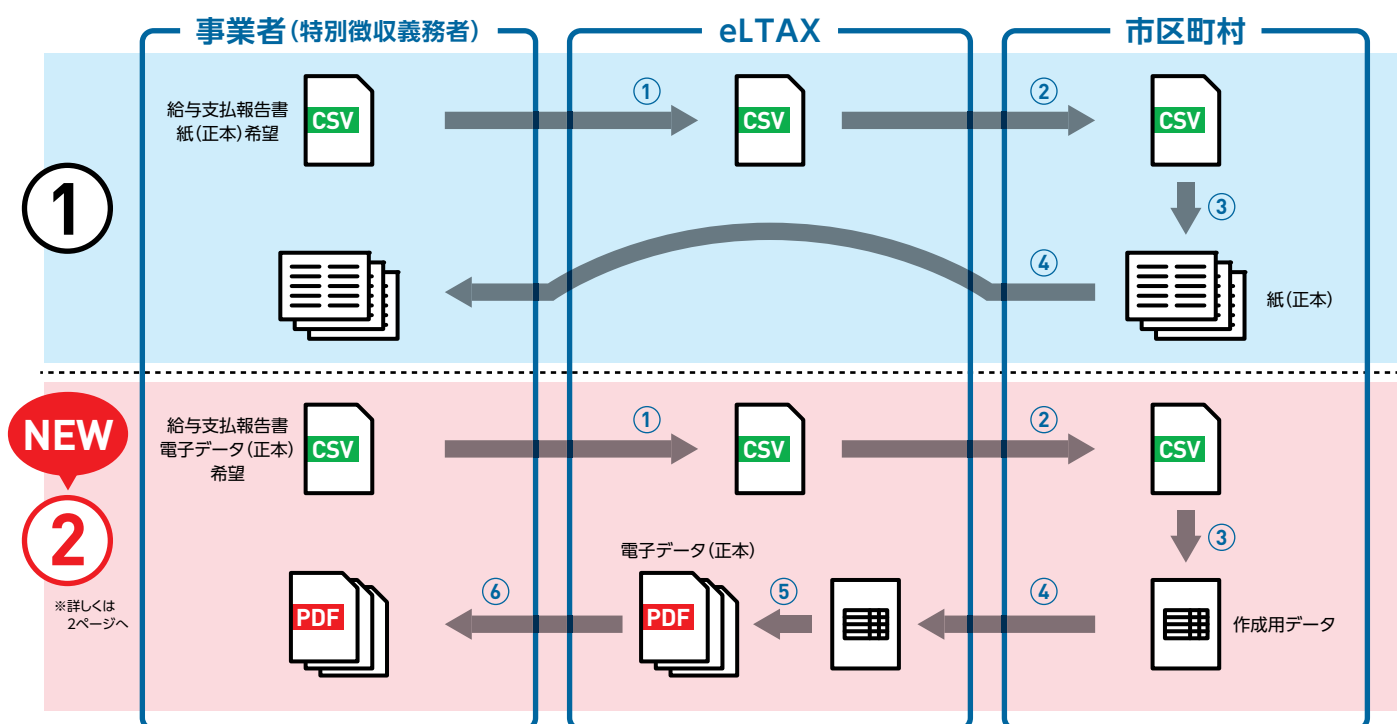 事業者(特別徴収義務者)
eLTAX
市区町村
①
給与支払報告書
紙(正本)希望
CSV
①
CSV
②
CSV
③
④
紙(正本)
NEW
②
※詳しくは
2ページへ
給与支払報告書
電子データ(正本)
希望
CSV
①
CSV
②
CSV
③
電子データ(正本)
PDF
⑥
PDF
⑤
④
作成用データ